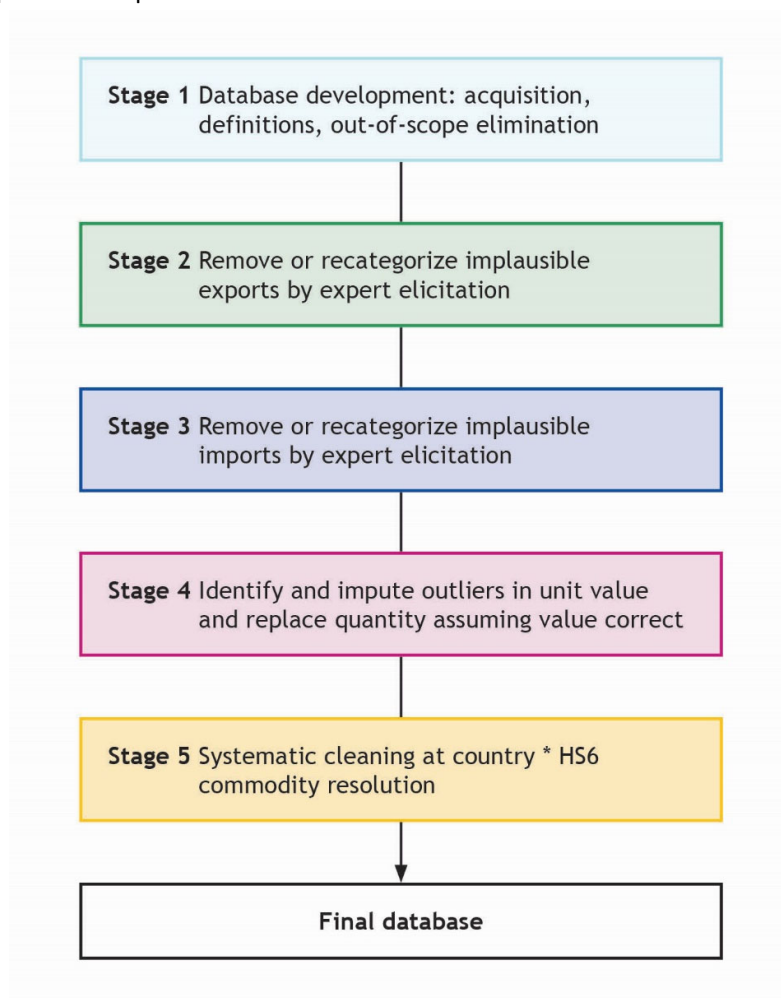 Stage 1 Database development: acquisition,
definitions, out-of-scope elimination
Stage 2 Remove or recategorize implausible
exports by expert elicitation
Stage 3 Remove or recategorize implausible
imports by expert elicitation
Stage 4 Identify and impute outliers in unit value
and replace quantity assuming value correct
Stage 5 Systematic cleaning at country * HS6
commodity resolution
Final database